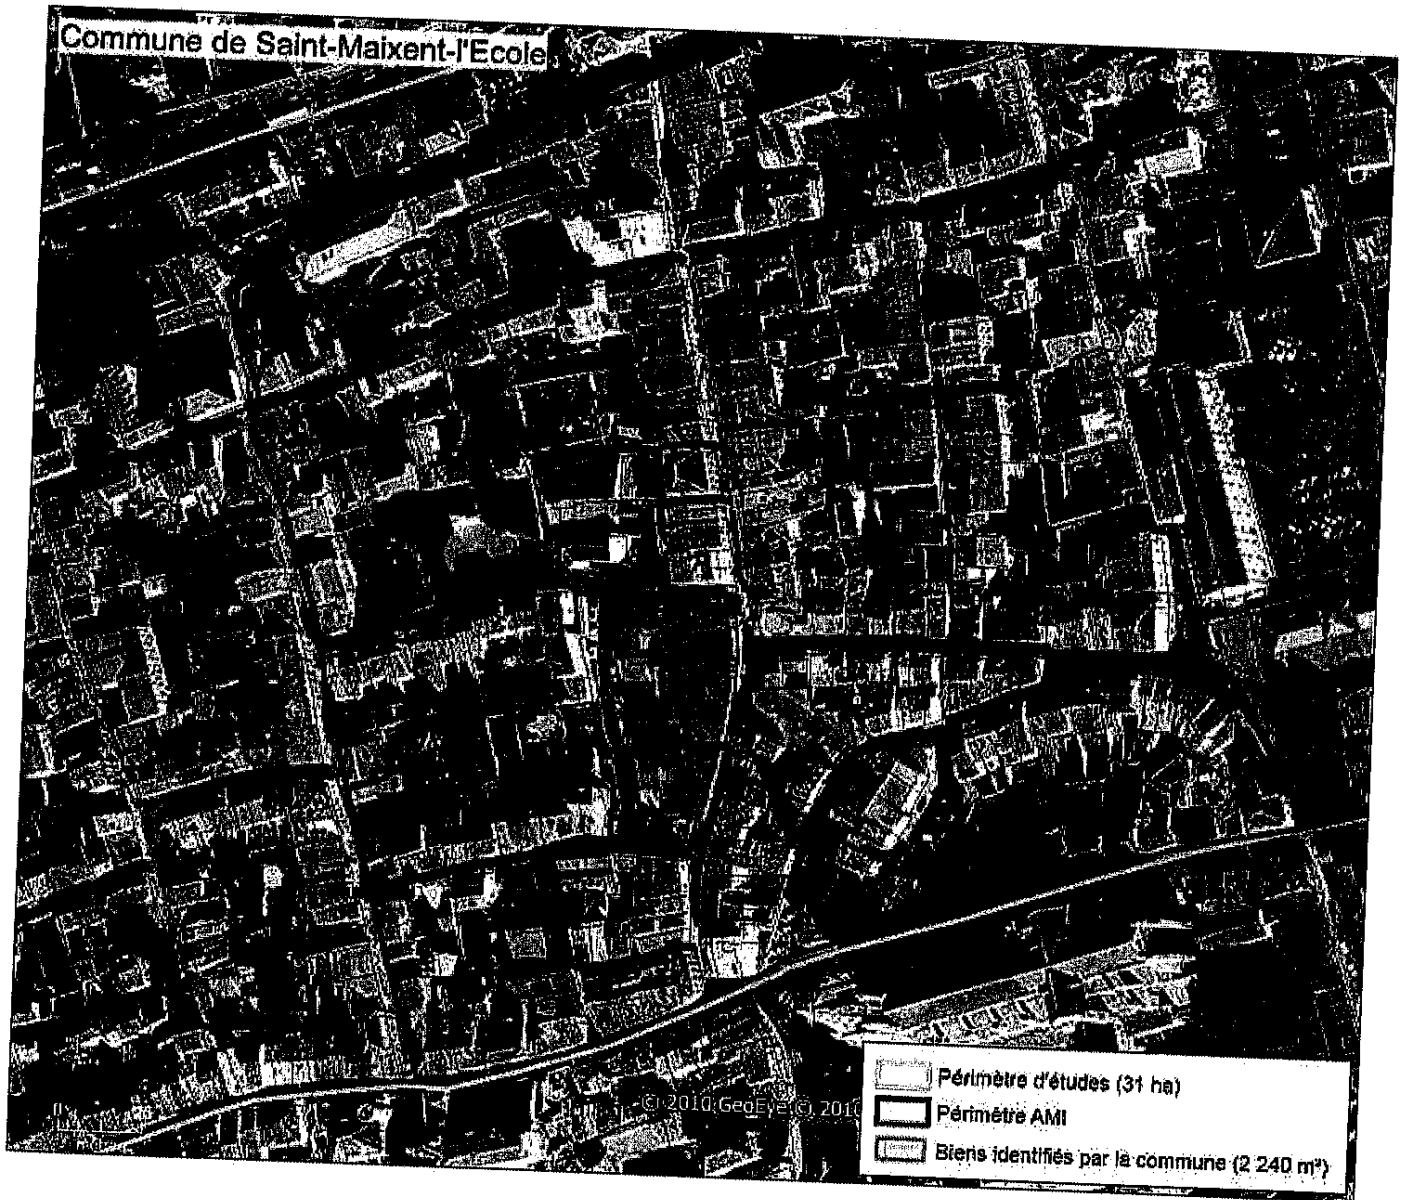 Commune de Saint-Maixent-l'Ecole
© 2010 GeoEye © 2010
Périmètre d'études (31 ha)
Périmètre AMI
Biens identifiés par la commune (2 240 m²)